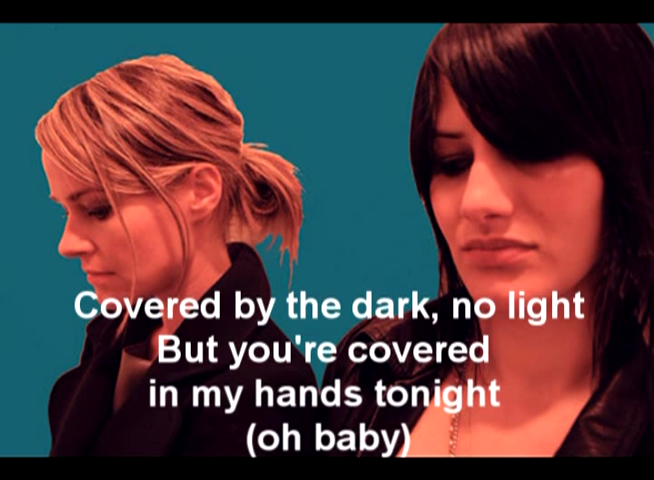 Covered by the dark, no light
But you're covered
in my hands tonight
(oh baby)